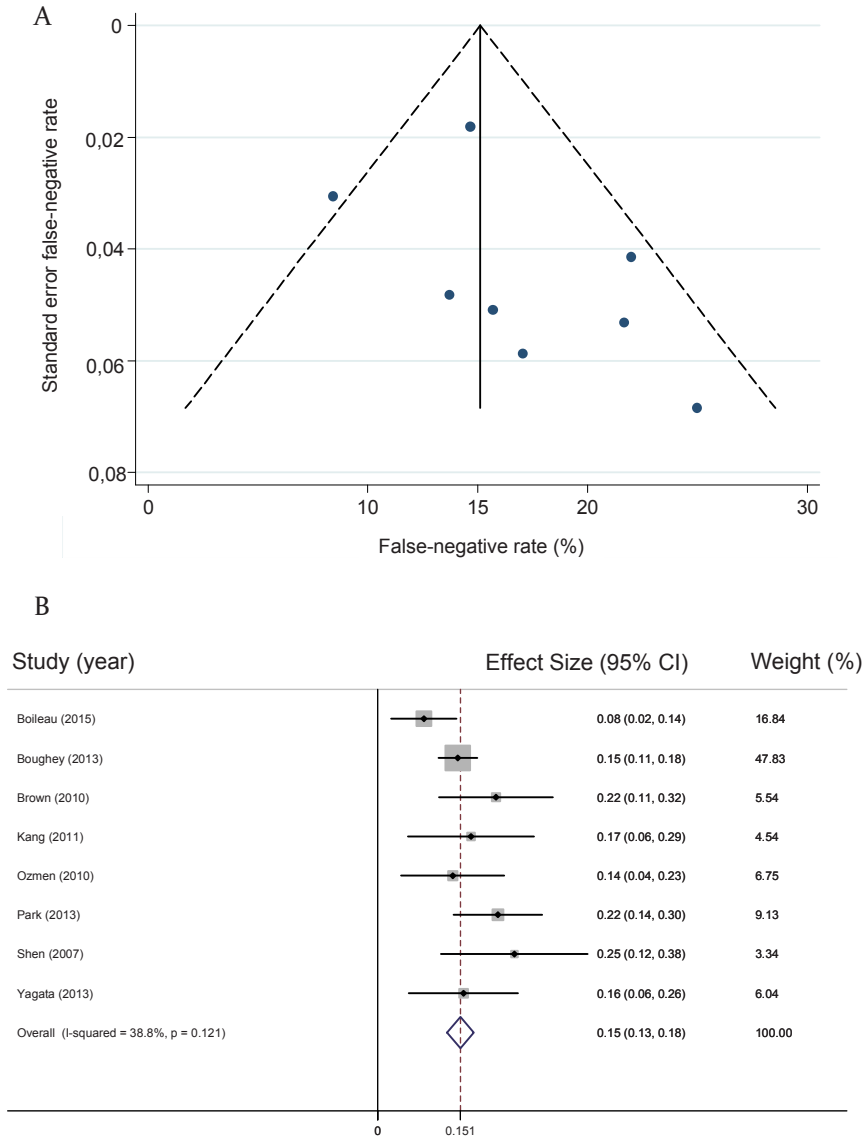 A
Standard error false-negative rate
0
0,02
0,04
0,06
0,08
0 10 15 20 30
False-negative rate (%)
B
Study (year) Effect Size (95% CI) Weight (%)
Boileau (2015) 0.08 (0.02, 0.14) 16.84
Boughey (2013) 0.15 (0.11, 0.18) 47.83
Brown (2010) 0.22 (0.11, 0.32) 5.54
Kang (2011) 0.17 (0.06, 0.29) 4.54
Ozmen (2010) 0.14 (0.04, 0.23) 6.75
Park (2013) 0.22 (0.14, 0.30) 9.13
Shen (2007) 0.25 (0.12, 0.38) 3.34
Yagata (2013) 0.16 (0.06, 0.26) 6.04
Overall (I-squared = 38.8%, p = 0.121) 0.15 (0.13, 0.18) 100.00
0 0.151